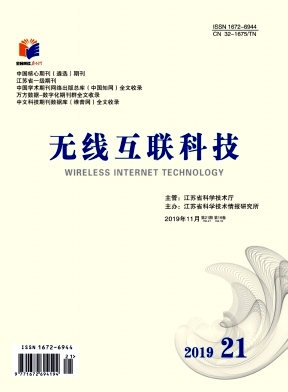 ISSN 1672-6944
CN 32-1675/TN
中国核心期刊（遴选）期刊
江苏省一级期刊
中国学术期刊网络出版总库（中国知网）全文收录
万方数据－数字化期刊群全文收录
中文科技期刊数据库（维普网）全文收录
无线互联科技
WIRELESS INTERNET TECHNOLOGY
主管：江苏省科学技术厅
主办：江苏省科学技术情报研究所
2019年11月
ISSN 1672-6944
21
9 771672 694194
2019 21